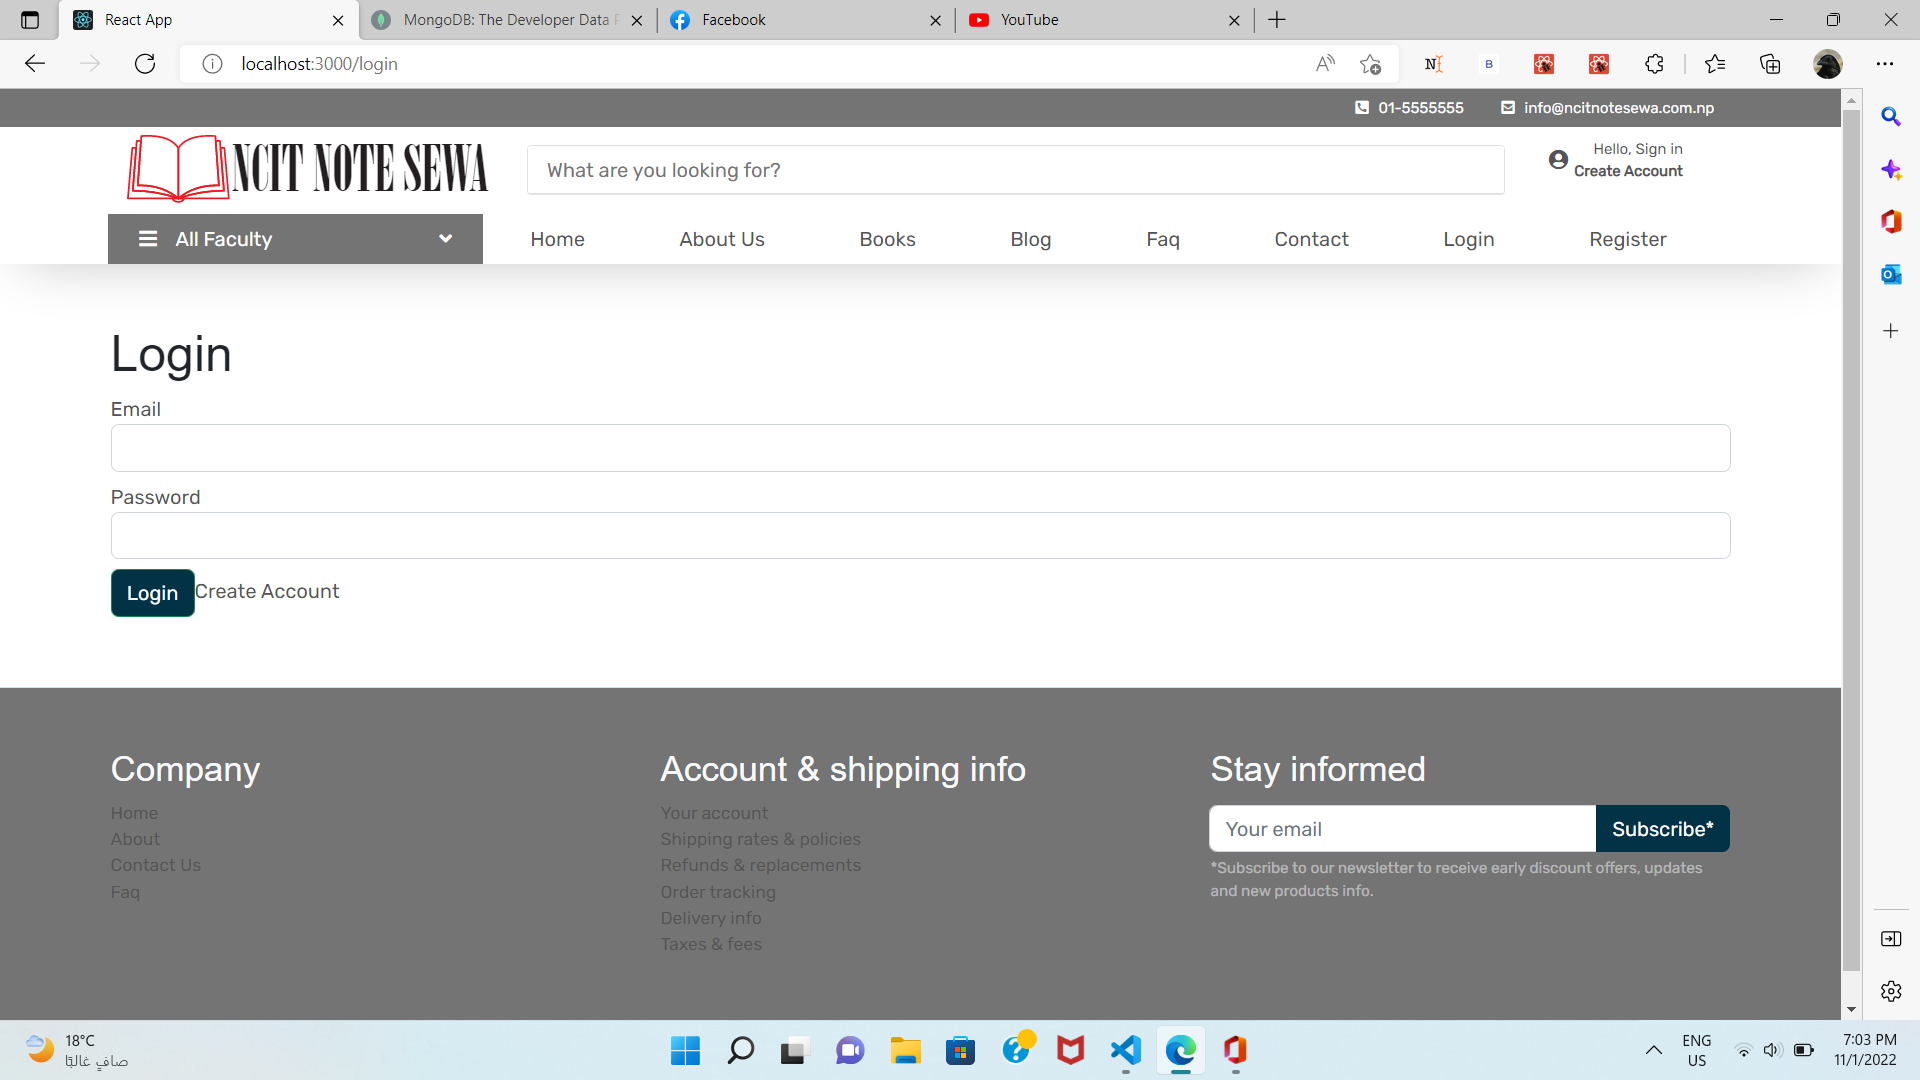 React App
MongoDB: The Developer Data P
Facebook
YouTube
localhost:3000/login
01-5555555
info@ncitnotesewa.com.np
NCIT NOTE SEWA
What are you looking for?
Hello, Sign in
Create Account
All Faculty
Home
About Us
Books
Blog
Faq
Contact
Login
Register
Login
Email
Password
Login
Create Account
Company
Home
About
Contact Us
Faq
Account & shipping info
Your account
Shipping rates & policies
Refunds & replacements
Order tracking
Delivery info
Taxes & fees
Stay informed
Your email
Subscribe*
*Subscribe to our newsletter to receive early discount offers, updates
and new products info.
18°C
صافٍ غالبًا
ENG
US
7:03 PM
11/1/2022